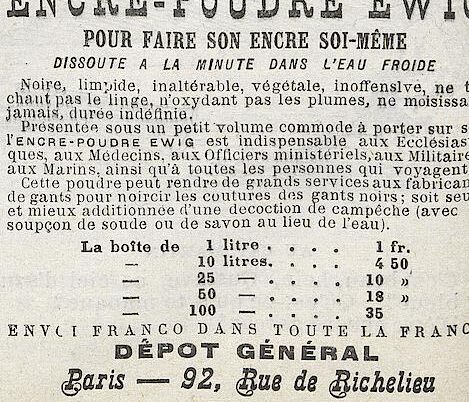 ENCRE-POUDRE EWIG
POUR FAIRE SON ENCRE SOI-MÊME
DISSOUTE A LA MINUTE DANS L'EAU FROIDE
Noire, limpide, inaltérable, végétale, inoffensive, ne t
chant pas le linge, n'oxydant pas les plumes, ne moisissa
jamais, durée indéfinie.
Présentée sous un petit volume commode à porter sur s
l'ENCRE-POUDRE EWIG est indispensable aux Ecclésias
ques, aux Médecins, aux Officiers ministériels, aux Militaire
aux Marins, ainsi qu'à toutes les personnes qui voyagent
Cette poudre peut rendre de grands services aux fabrican
de gants pour noircir les coutures des gants noirs; soit seu
et mieux additionnée d'une decoction de campêche (avec
soupçon de soude ou de savon au lieu de l'eau).
La boîte de 1 litre . . . . 1 fr.
— 10 litres. . . . 4 50
— 25 — . . . . 10 »
— 50 — . . . . 18 »
— 100 — . . . . 35
ENVOI FRANCO DANS TOUTE LA FRANC
DÉPOT GÉNÉRAL
Paris — 92, Rue de Richelieu